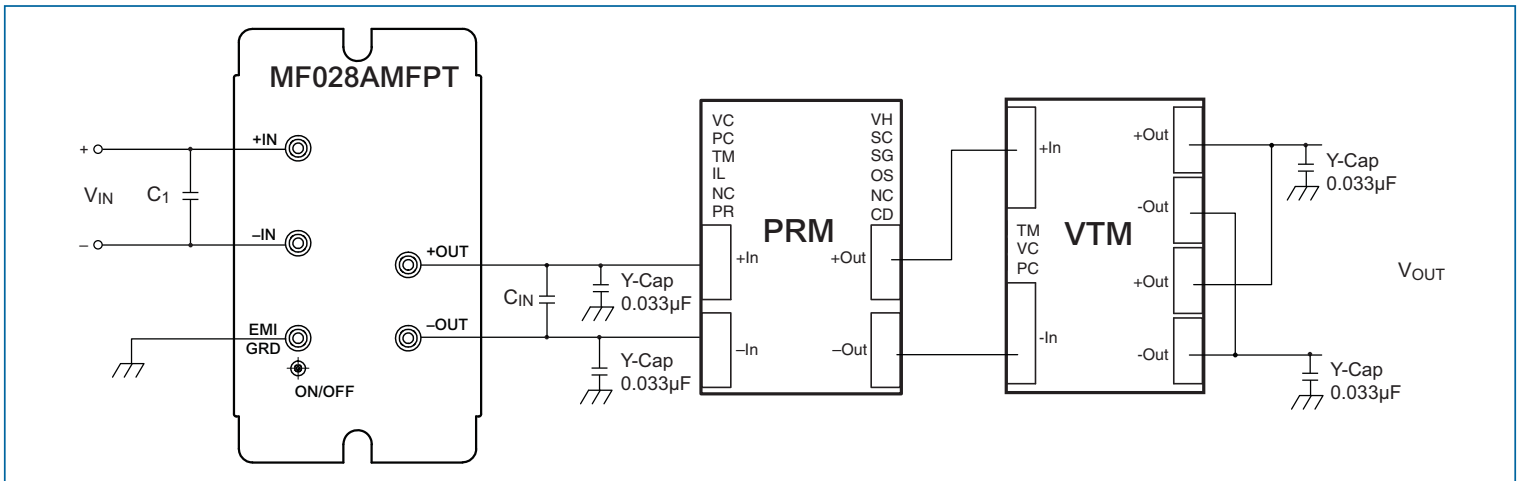 MF028AMFPT
+IN
+
VIN
C1
–
–IN
+OUT
–OUT
EMI
GRD
ON/OFF
CIN
Y-Cap
0.033µF
Y-Cap
0.033µF
VC
PC
TM
IL
NC
PR
VH
SC
SG
OS
NC
CD
PRM
+In
+Out
–In
–Out
+In
TM
VC
PC
-In
VTM
+Out
-Out
+Out
-Out
Y-Cap
0.033µF
VOUT
Y-Cap
0.033µF